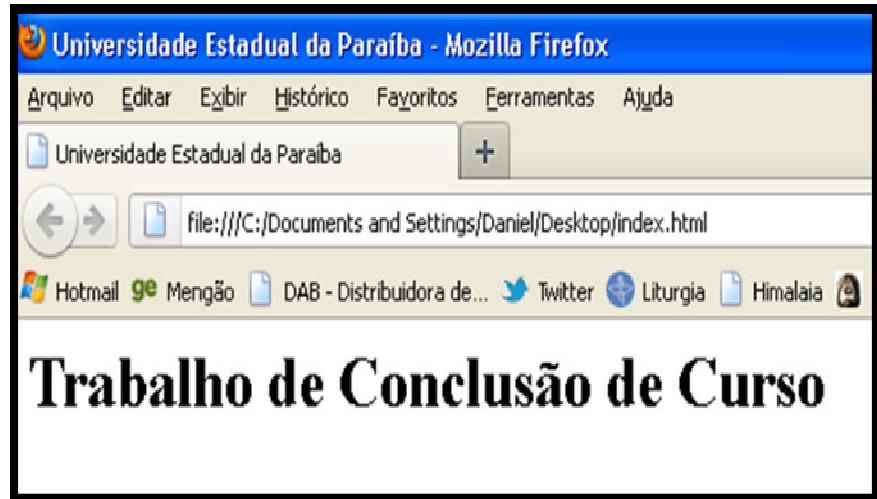 Universidade Estadual da Paraíba - Mozilla Firefox
Arquivo Editar Exibir Histórico Favoritos Ferramentas Ajuda
Universidade Estadual da Paraíba +
file:///C:/Documents and Settings/Daniel/Desktop/index.html
Hotmail ge Mengão DAB - Distribuidora de... Twitter Liturgia Himalaia
Trabalho de Conclusão de Curso